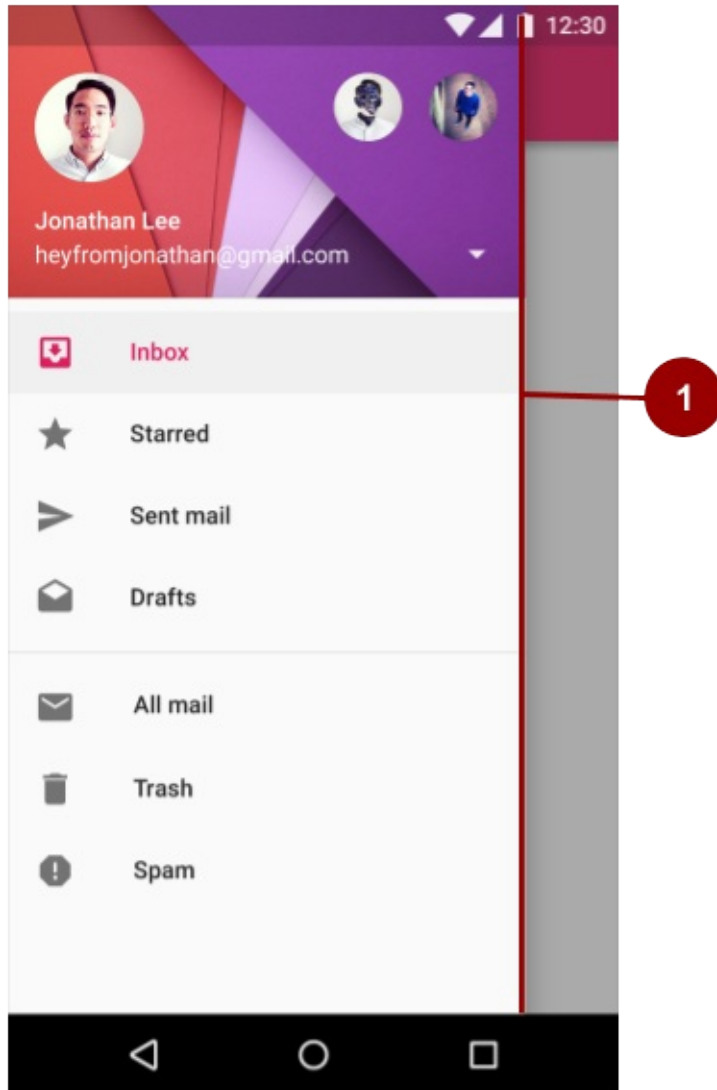 12:30
Jonathan Lee
heyfromjonathan@gmail.com
Inbox
1
Starred
Sent mail
Drafts
All mail
Trash
Spam